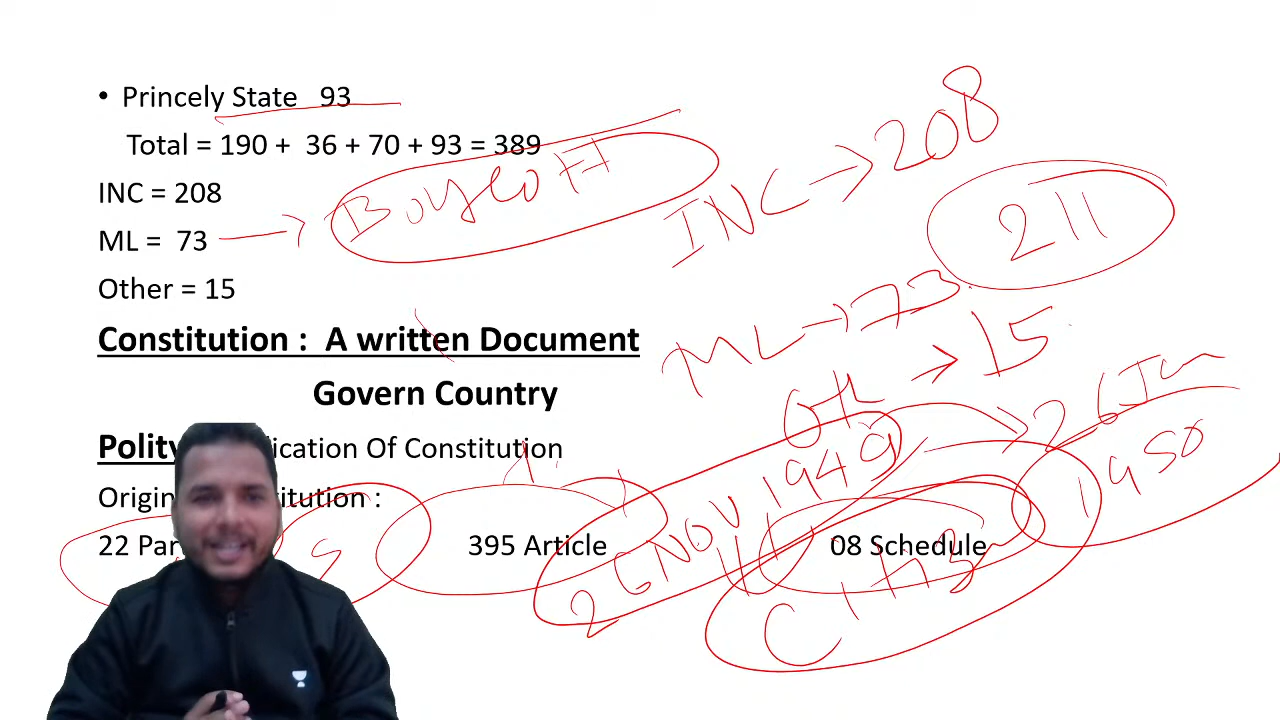 • Princely State 93
Total = 190 + 36 + 70 + 93 = 389
INC = 208
ML = 73
Other = 15
Constitution : A written Document
Govern Country
Polity ication Of Constitution
Origin itution :
22 Par 395 Article 08 Schedule
Boycott
INC → 208
211
ML → 73
Oth → 15
26 NOV 1949 → 26 Jan
1950